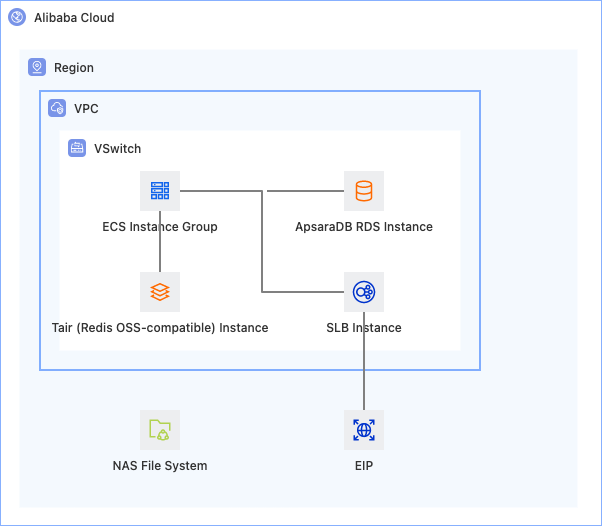 Alibaba Cloud
Region
VPC
VSwitch
ECS Instance Group
ApsaraDB RDS Instance
Tair (Redis OSS-compatible) Instance
SLB Instance
NAS File System
EIP